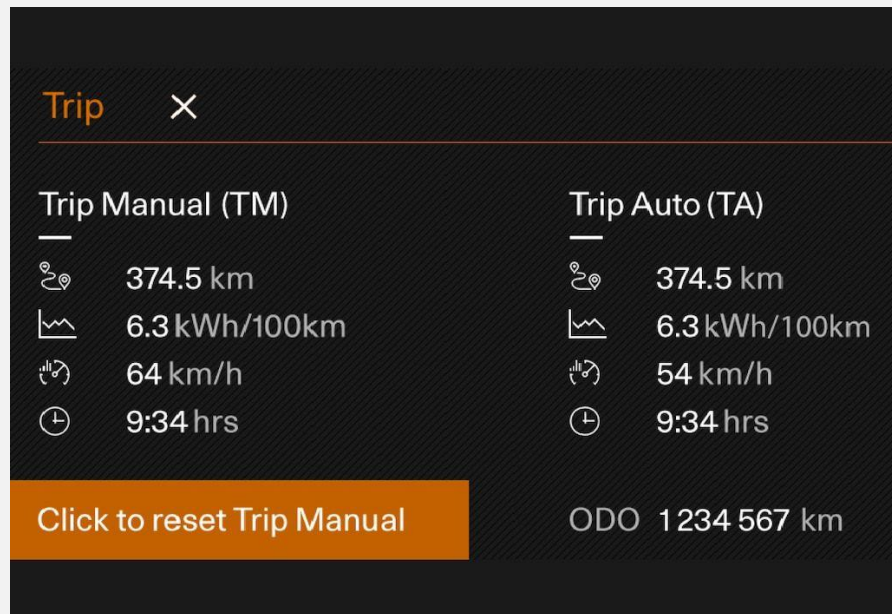 Trip
Trip Manual (TM)
374.5 km
6.3 kWh/100km
64 km/h
9:34 hrs
Click to reset Trip Manual
Trip Auto (TA)
374.5 km
6.3 kWh/100km
54 km/h
9:34 hrs
ODO 1 234 567 km